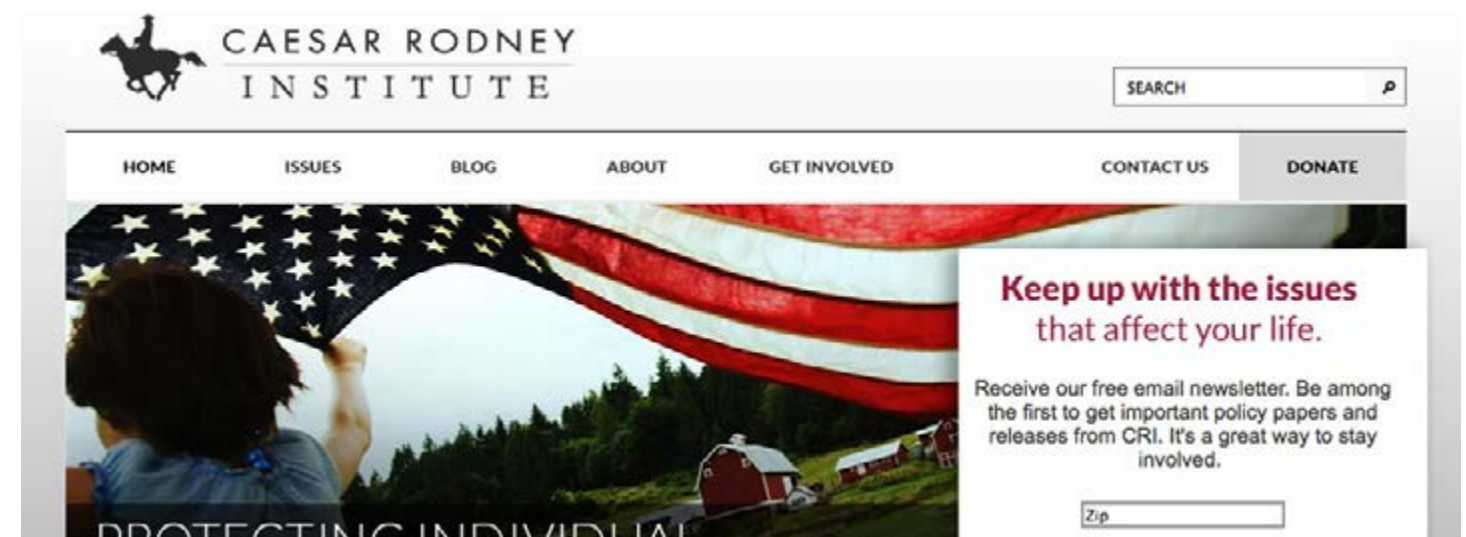 CAESAR RODNEY
INSTITUTE
SEARCH
HOME ISSUES BLOG ABOUT GET INVOLVED CONTACT US DONATE
Keep up with the issues
that affect your life.
Receive our free email newsletter. Be among
the first to get important policy papers and
releases from CRI. It's a great way to stay
involved.
Zip
PROTECTING INDIVIDUAL